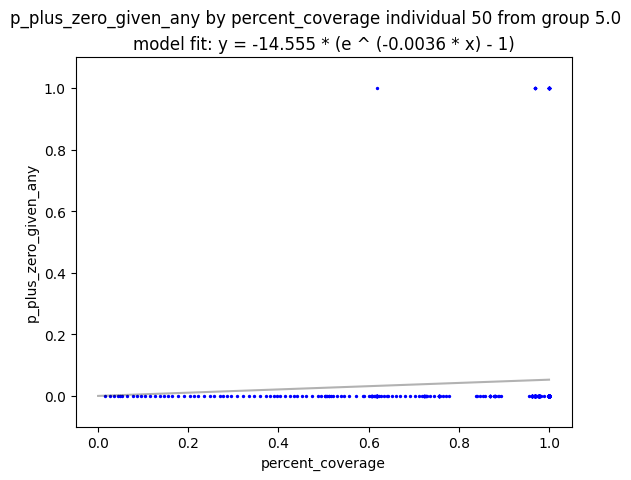 p_plus_zero_given_any by percent_coverage individual 50 from group 5.0
model fit: y = -14.555 * (e ^ (-0.0036 * x) - 1)
1.0
0.8
0.6
0.4
0.2
0.0
p_plus_zero_given_any
0.0 0.2 0.4 0.6 0.8 1.0
percent_coverage